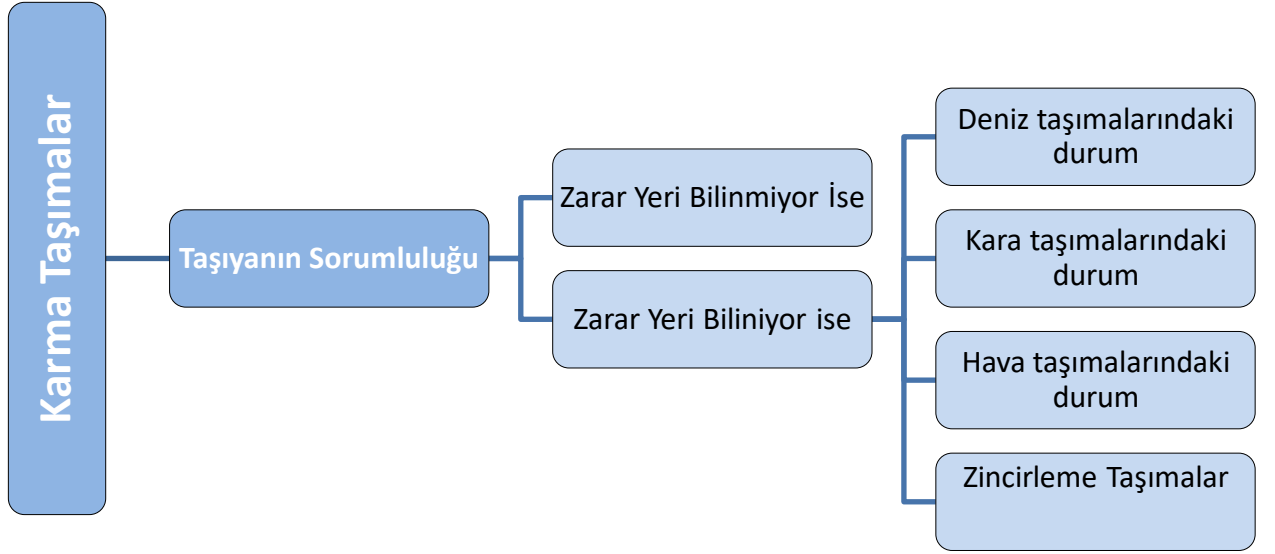 Karma Taşımalar
Taşıyanın Sorumluluğu
Zarar Yeri Bilinmiyor İse
Zarar Yeri Biliniyor ise
Deniz taşımalarındaki
durum
Kara taşımalarındaki
durum
Hava taşımalarındaki
durum
Zincirleme Taşımalar